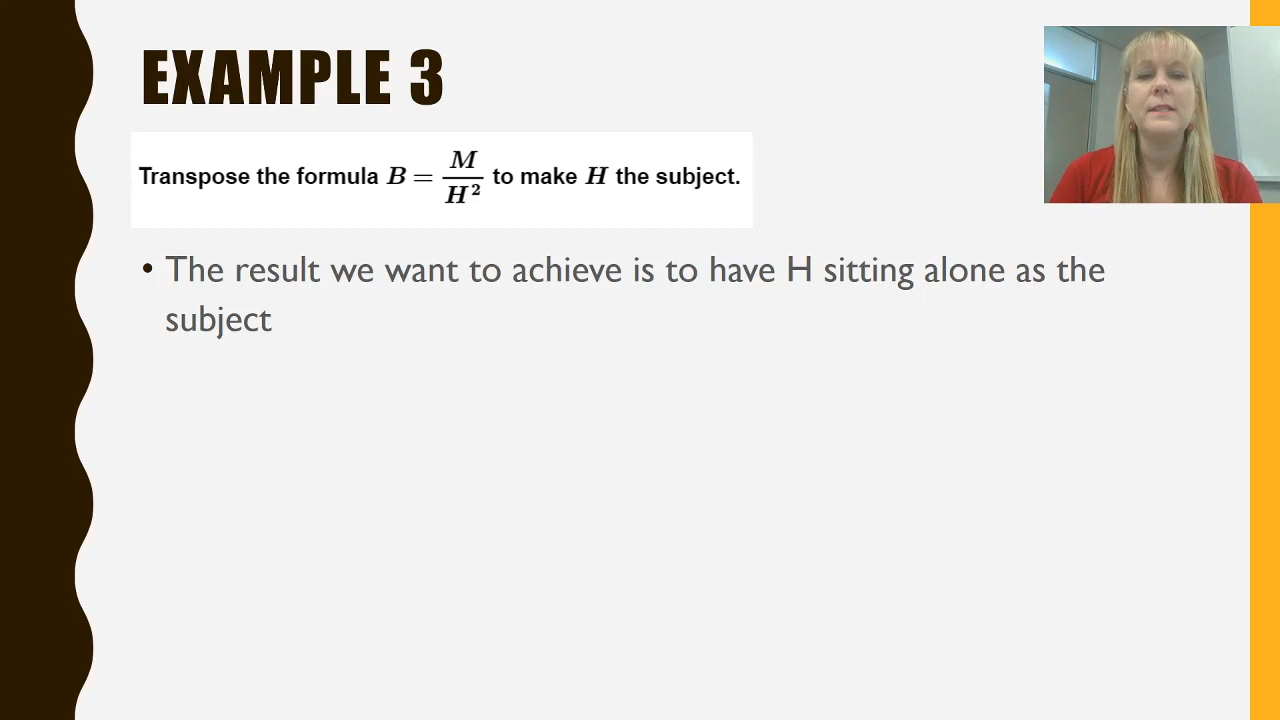 EXAMPLE 3
Transpose the formula B = M/H² to make H the subject.
• The result we want to achieve is to have H sitting alone as the
subject